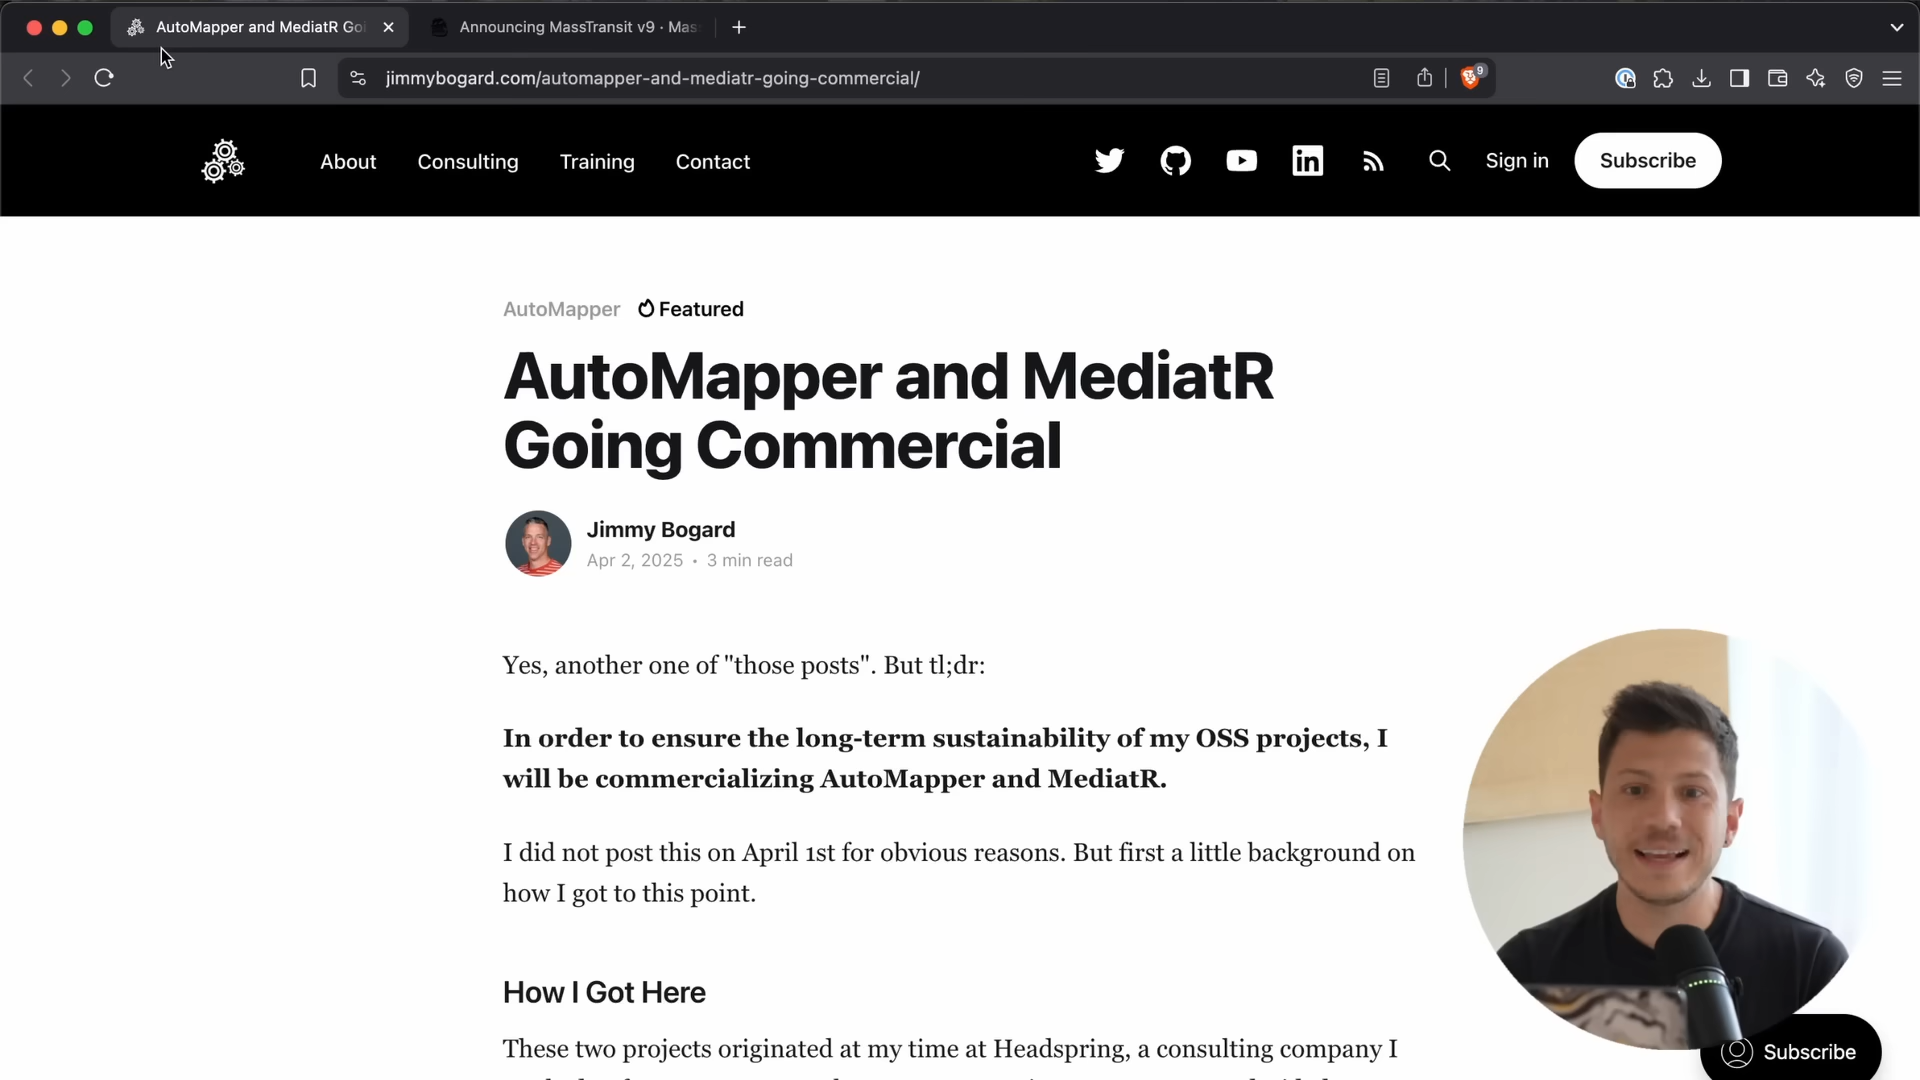 AutoMapper and MediatR Go
Announcing MassTransit v9 · Mas
jimmybogard.com/automapper-and-mediatr-going-commercial/
9
About
Consulting
Training
Contact
Sign in
Subscribe
AutoMapper
Featured
AutoMapper and MediatR
Going Commercial
Jimmy Bogard
Apr 2, 2025 • 3 min read
Yes, another one of "those posts". But tl;dr:
In order to ensure the long-term sustainability of my OSS projects, I
will be commercializing AutoMapper and MediatR.
I did not post this on April 1st for obvious reasons. But first a little background on
how I got to this point.
How I Got Here
These two projects originated at my time at Headspring, a consulting company I
Subscribe